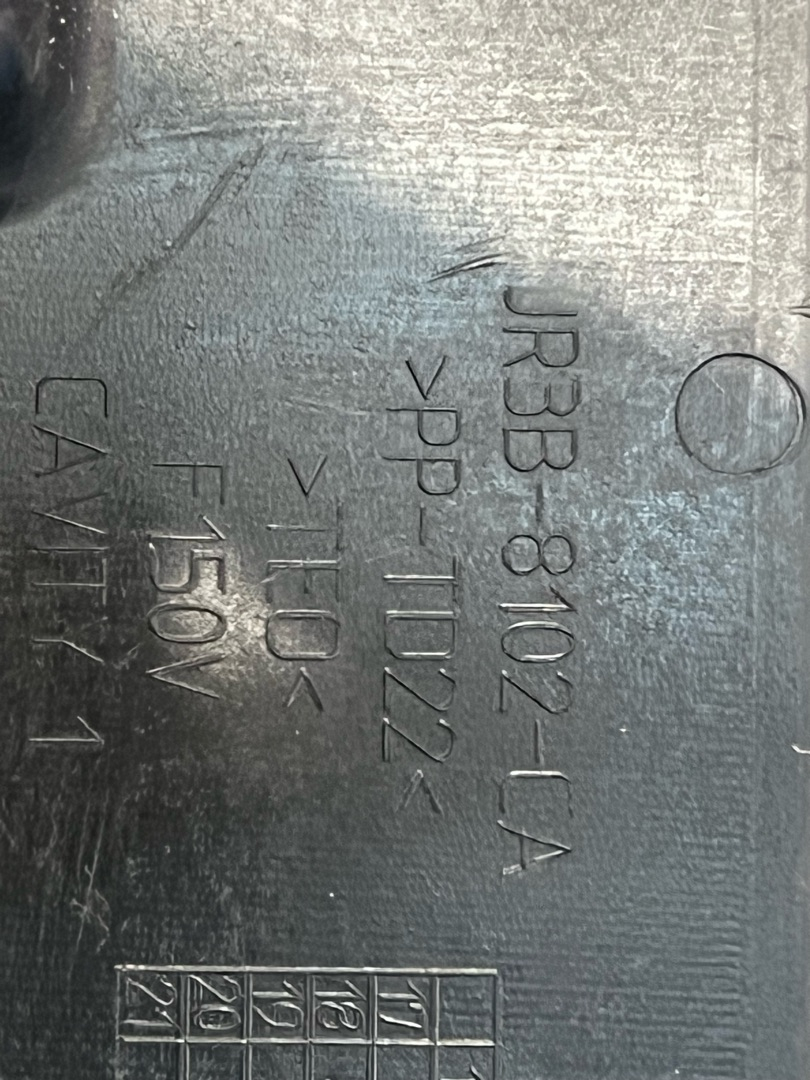 JR3B-8102-CA
>PP-TD22<
>TEO<
F150V
CAVITY 1
17
18
19
20
21